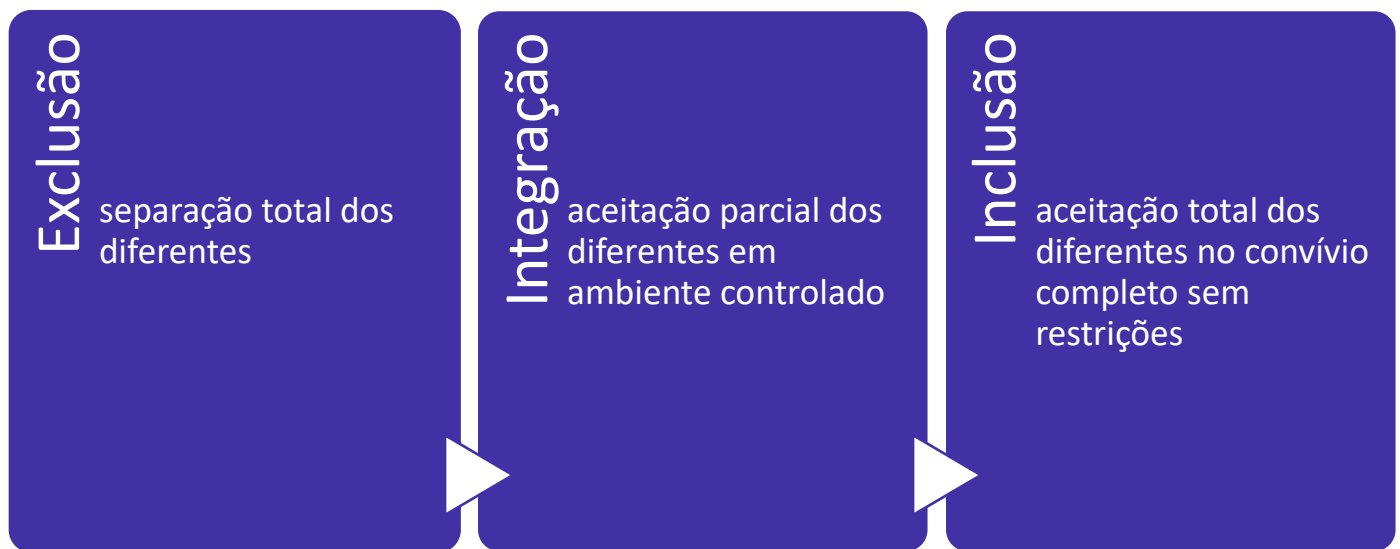 Exclusão
separação total dos
diferentes
Integração
aceitação parcial dos
diferentes em
ambiente controlado
Inclusão
aceitação total dos
diferentes no convívio
completo sem
restrições